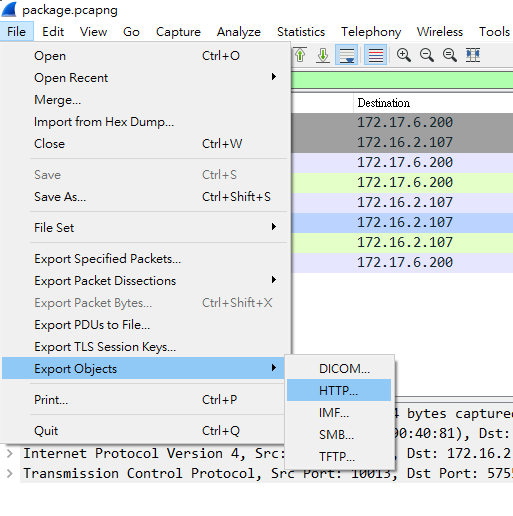 package.pcapng
File Edit View Go Capture Analyze Statistics Telephony Wireless Tools
Open Ctrl+O
Open Recent
Merge...
Import from Hex Dump...
Close Ctrl+W
Save Ctrl+S
Save As... Ctrl+Shift+S
File Set
Export Specified Packets...
Export Packet Dissections
Export Packet Bytes... Ctrl+Shift+X
Export PDUs to File...
Export TLS Session Keys...
Export Objects
Print... Ctrl+P
Quit Ctrl+Q
DICOM...
HTTP...
IMF...
SMB...
TFTP...
Destination
172.17.6.200
172.16.2.107
172.17.6.200
172.17.6.200
172.16.2.107
172.16.2.107
172.16.2.107
172.17.6.200
4 bytes captured
00:40:81), Dst:
Internet Protocol Version 4, Src: , Dst: 172.16.2
Transmission Control Protocol, Src Port: 10013, Dst Port: 575